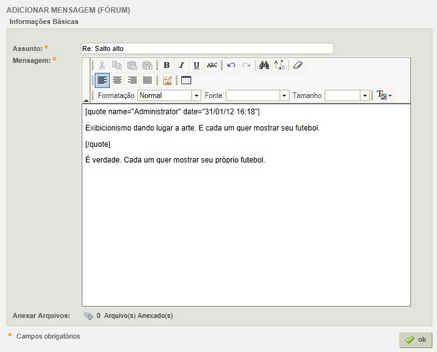 ADICIONAR MENSAGEM (FÓRUM)
Informações Básicas
Assunto: * Re: Salto alto
Mensagem: *
B I U ABC
Formatação Normal Fonte Tamanho T
[quote name="Administrator" date="31/01/12 16:18"]
Exibicionismo dando lugar a arte. E cada um quer mostrar seu futebol.
[/quote]
É verdade. Cada um quer mostrar seu próprio futebol.
Anexar Arquivos: 0 Arquivo(s) Anexado(s)
* Campos obrigatórios
ok